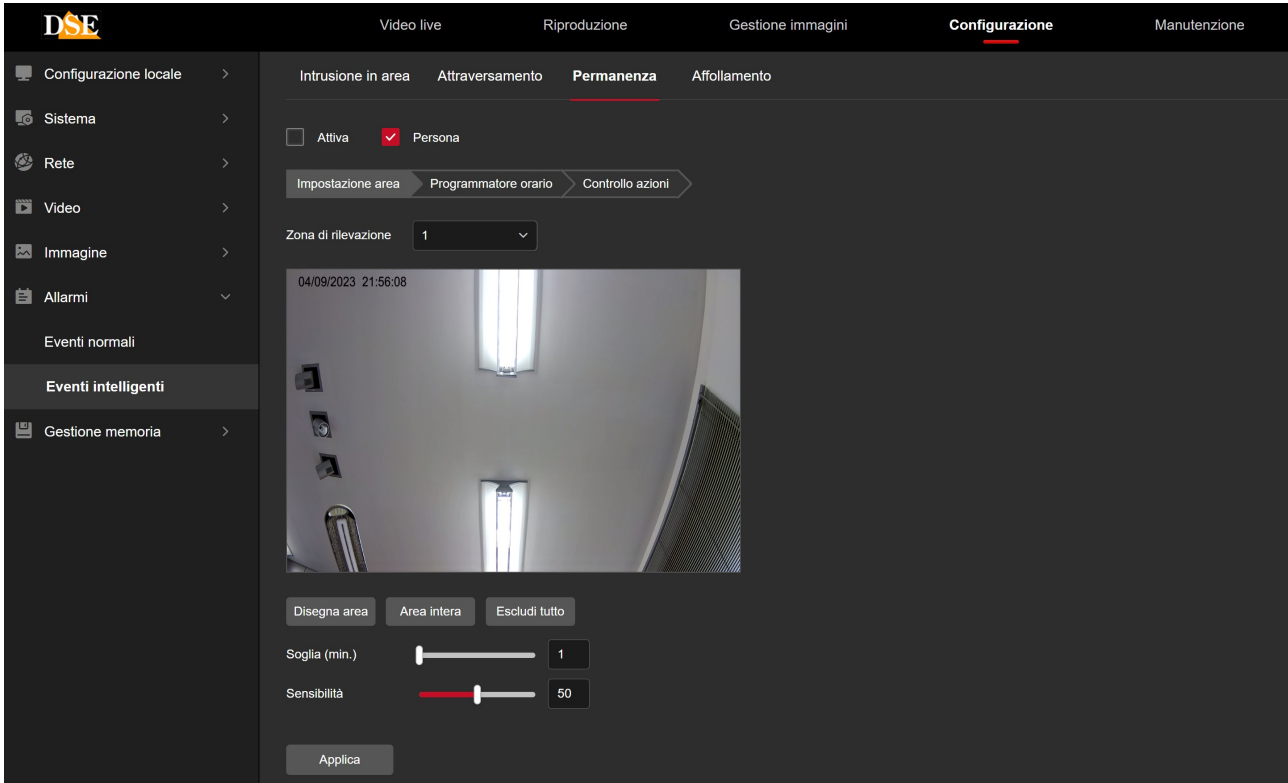 DSE
Video live Riproduzione Gestione immagini Configurazione Manutenzione
Configurazione locale
Sistema
Rete
Video
Immagine
Allarmi
Eventi normali
Eventi intelligenti
Gestione memoria
Intrusione in area Attraversamento Permanenza Affollamento
Attiva Persona
Impostazione area Programmatore orario Controllo azioni
Zona di rilevazione 1
04/09/2023 21:56:08
Disegna area Area intera Escludi tutto
Soglia (min.) 1
Sensibilità 50
Applica